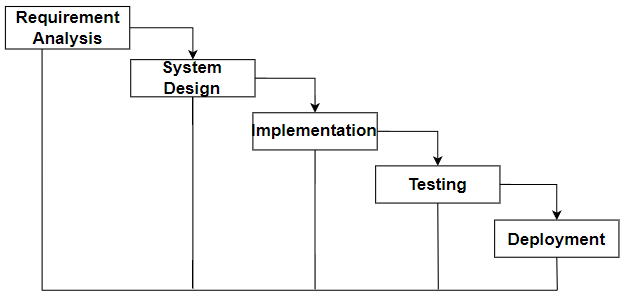 Requirement
Analysis
System
Design
Implementation
Testing
Deployment